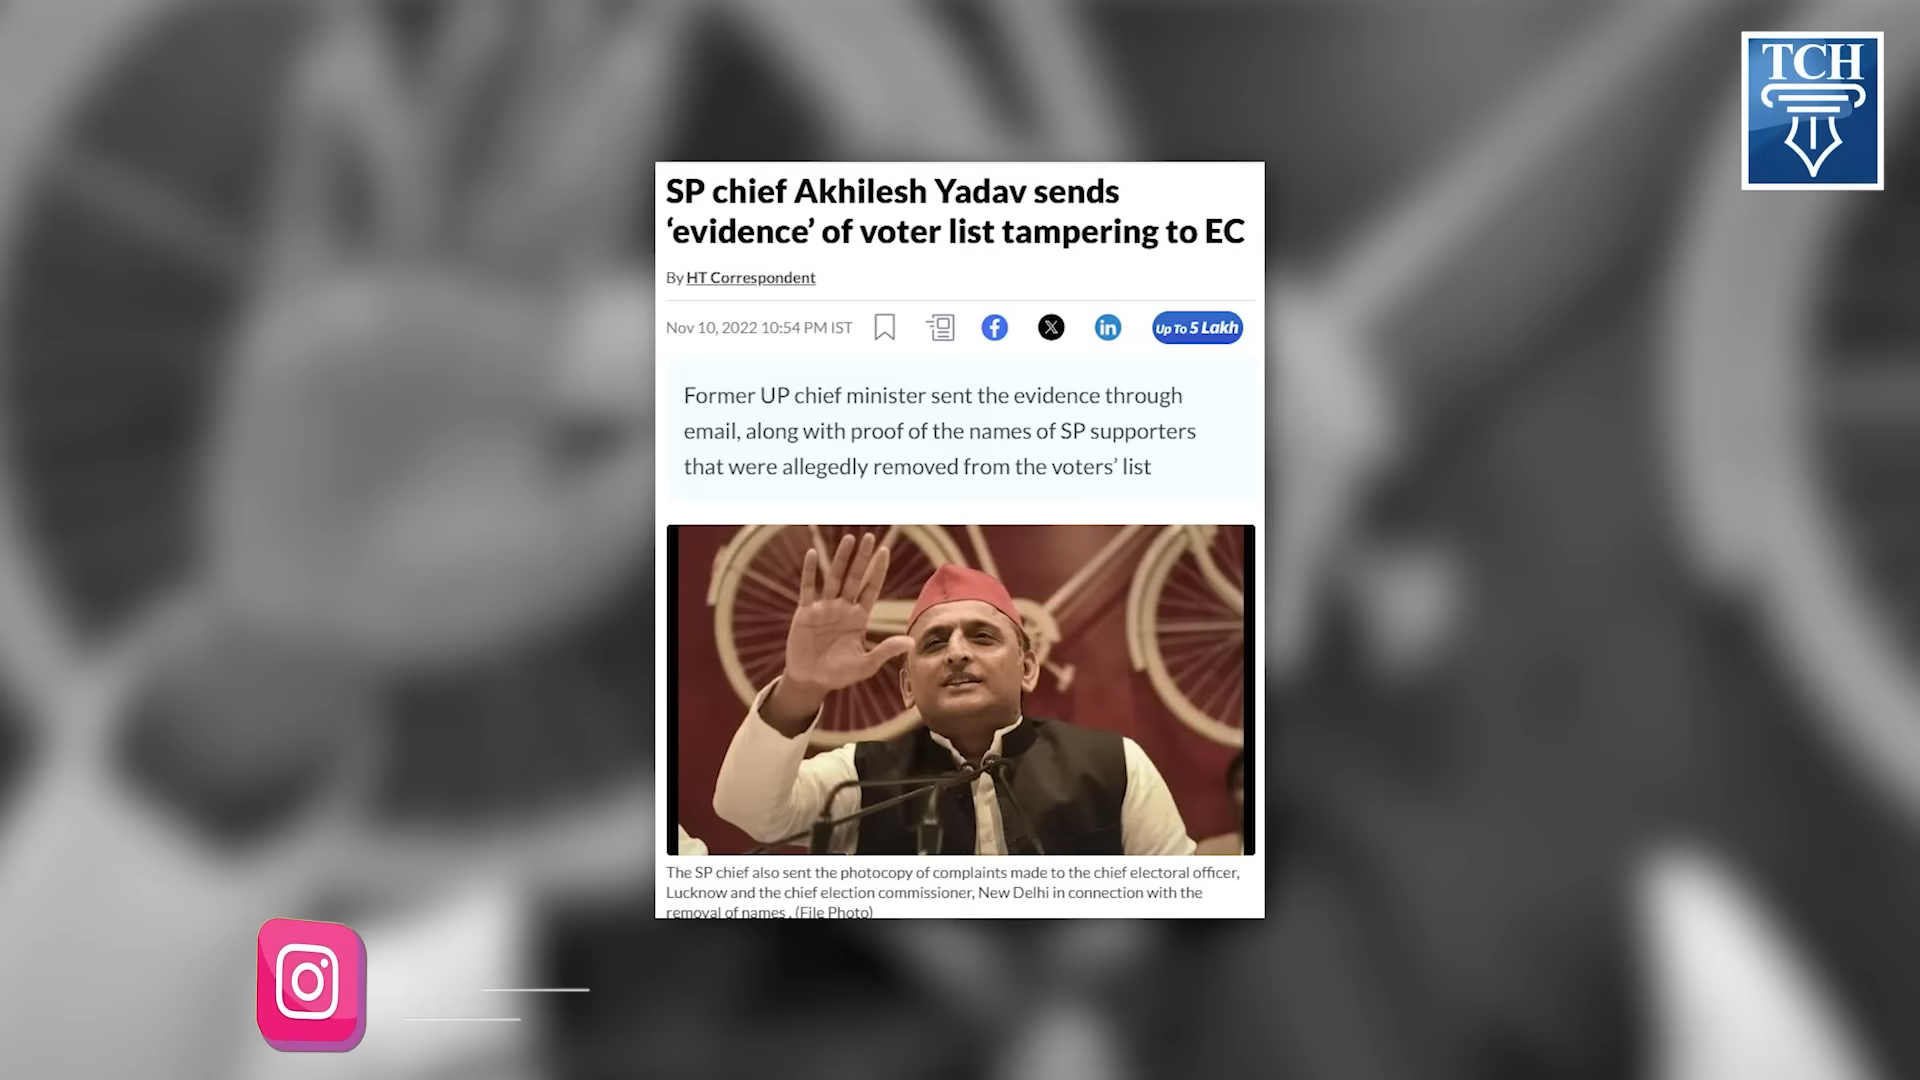 TCH
SP chief Akhilesh Yadav sends
‘evidence’ of voter list tampering to EC
By HT Correspondent
Nov 10, 2022 10:54 PM IST
Up To 5 Lakh
Former UP chief minister sent the evidence through
email, along with proof of the names of SP supporters
that were allegedly removed from the voters’ list
The SP chief also sent the photocopy of complaints made to the chief electoral officer,
Lucknow and the chief election commissioner, New Delhi in connection with the
removal of names . (File Photo)